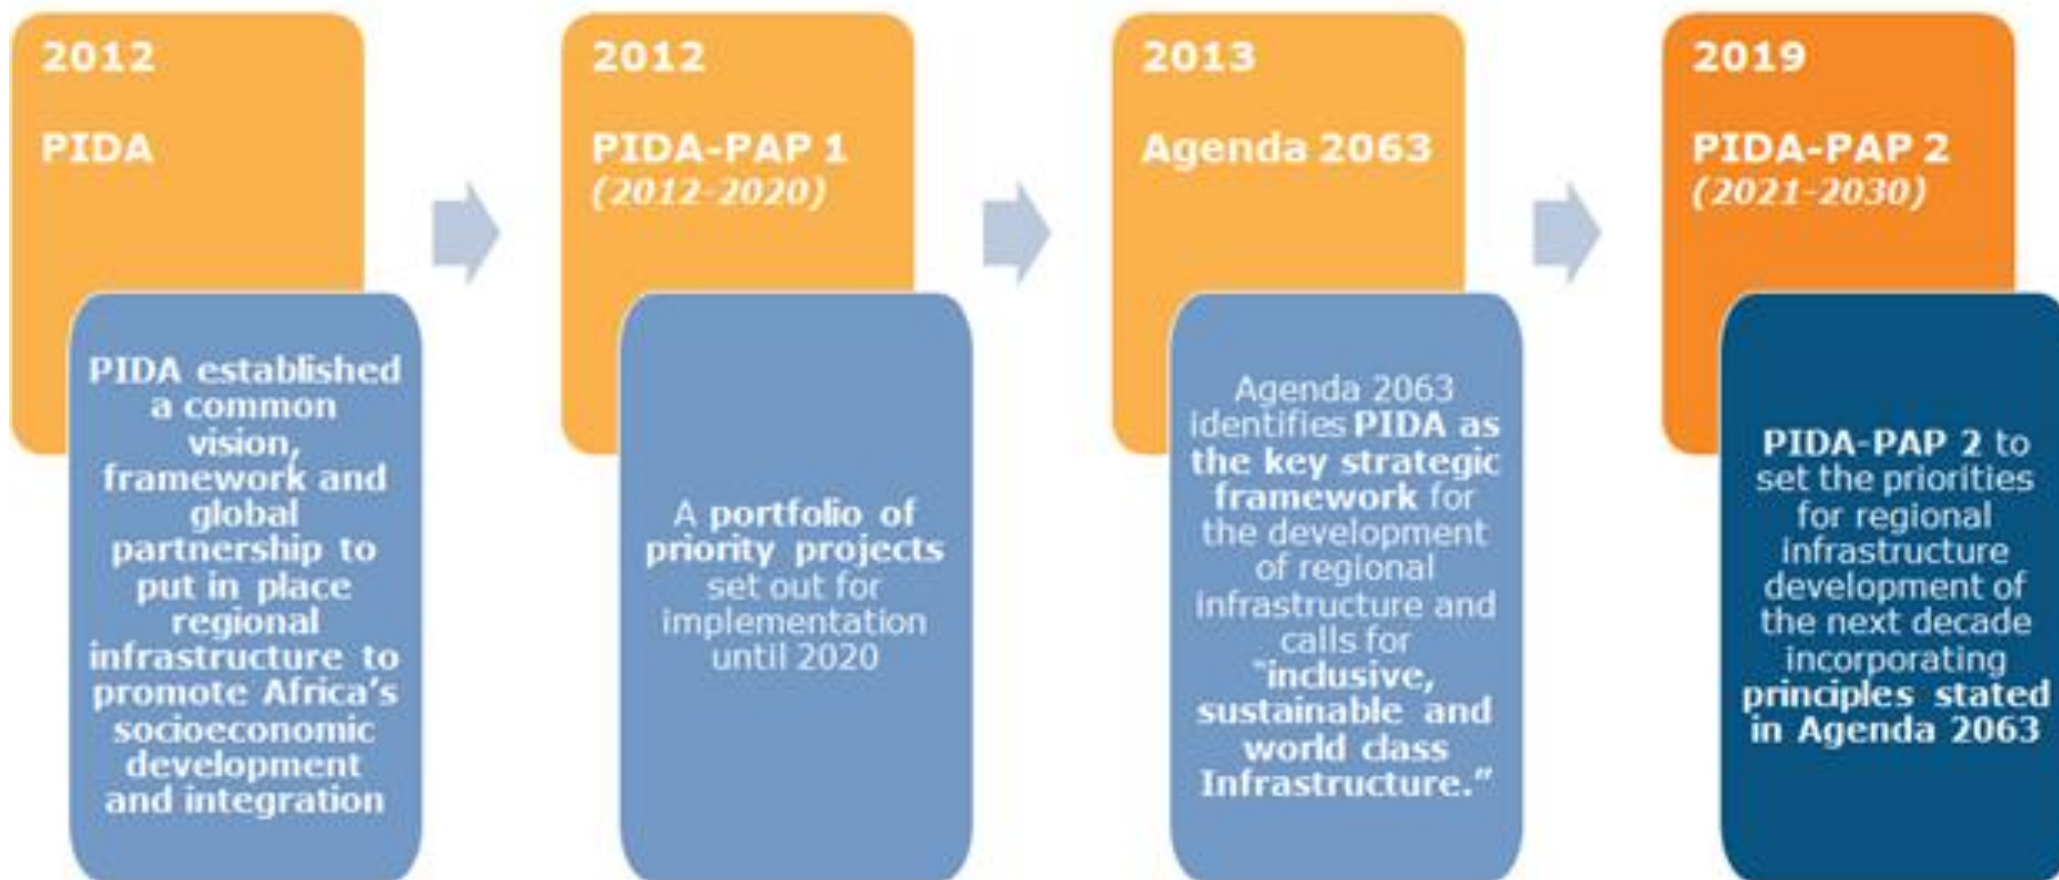 2012
PIDA
PIDA established
a common
vision,
framework and
global
partnership to
put in place
regional
infrastructure to
promote Africa's
socioeconomic
development
and integration
2012
PIDA-PAP 1
(2012-2020)
A portfolio of
priority projects
set out for
implementation
until 2020
2013
Agenda 2063
Agenda 2063
identifies PIDA as
the key strategic
framework for
the development
of regional
infrastructure and
calls for
"inclusive,
sustainable and
world class
Infrastructure."
2019
PIDA-PAP 2
(2021-2030)
PIDA-PAP 2 to
set the priorities
for regional
infrastructure
development of
the next decade
incorporating
principles stated
in Agenda 2063